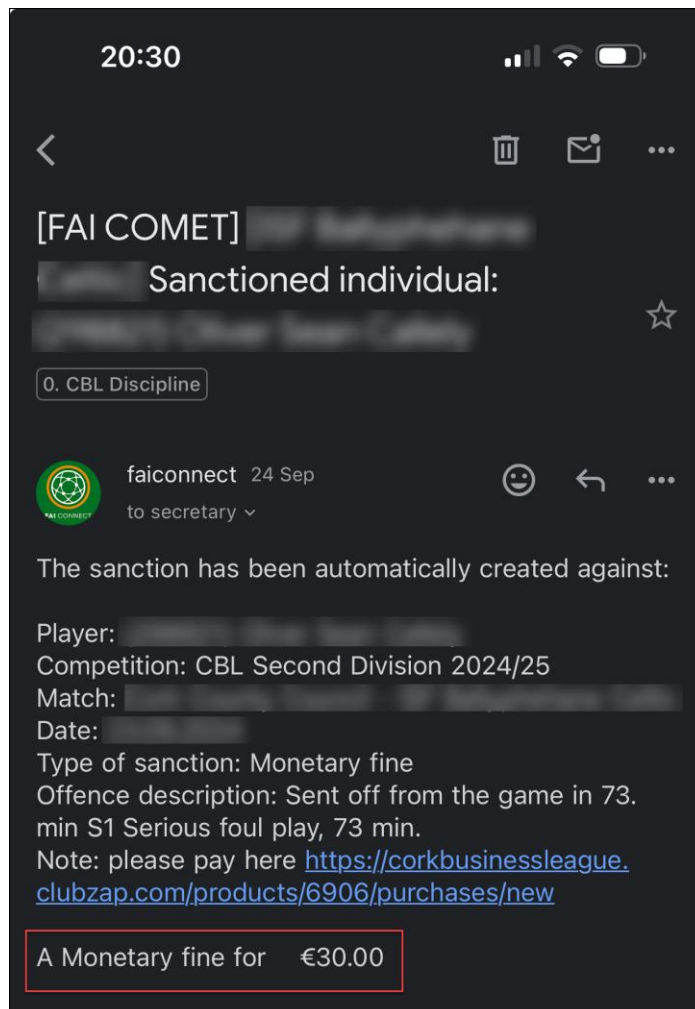 20:30
[FAI COMET]
Sanctioned individual:
0. CBL Discipline
faiconnect 24 Sep
FAI CONNECT
to secretary
The sanction has been automatically created against:
Player:
Competition: CBL Second Division 2024/25
Match:
Date:
Type of sanction: Monetary fine
Offence description: Sent off from the game in 73.
min S1 Serious foul play, 73 min.
Note: please pay here https://corkbusinessleague.
clubzap.com/products/6906/purchases/new
A Monetary fine for €30.00